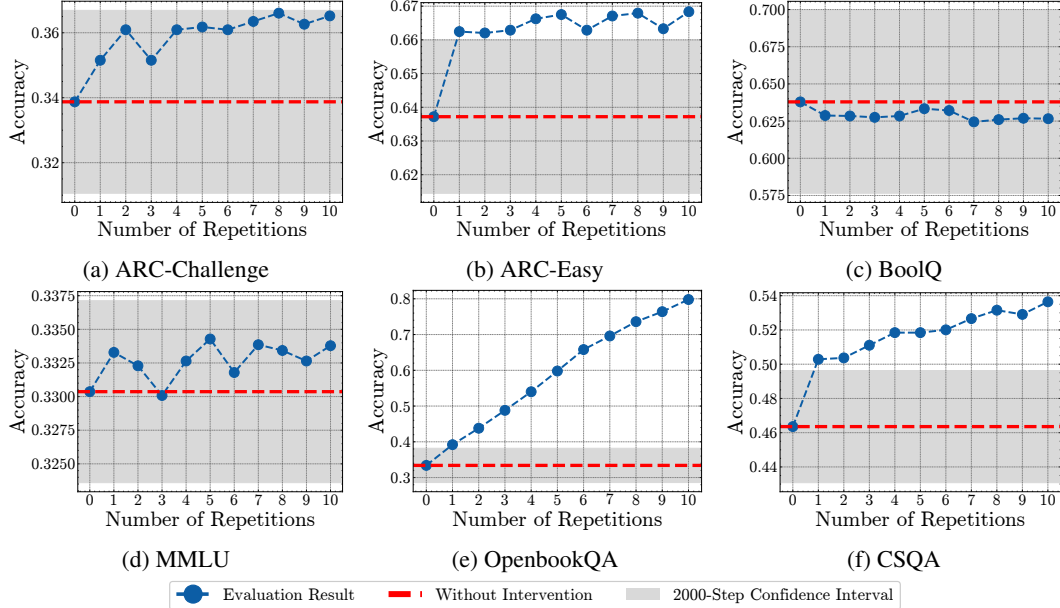 0.36
0.34
0.32
Accuracy
0 1 2 3 4 5 6 7 8 9 10
Number of Repetitions
(a) ARC-Challenge
0.67
0.66
0.65
0.64
0.63
0.62
Accuracy
0 1 2 3 4 5 6 7 8 9 10
Number of Repetitions
(b) ARC-Easy
0.700
0.675
0.650
0.625
0.600
0.575
Accuracy
0 1 2 3 4 5 6 7 8 9 10
Number of Repetitions
(c) BoolQ
0.3375
0.3350
0.3325
0.3300
0.3275
0.3250
Accuracy
0 1 2 3 4 5 6 7 8 9 10
Number of Repetitions
(d) MMLU
0.8
0.7
0.6
0.5
0.4
0.3
Accuracy
0 1 2 3 4 5 6 7 8 9 10
Number of Repetitions
(e) OpenbookQA
0.54
0.52
0.50
0.48
0.46
0.44
Accuracy
0 1 2 3 4 5 6 7 8 9 10
Number of Repetitions
(f) CSQA
Evaluation Result
Without Intervention
2000-Step Confidence Interval